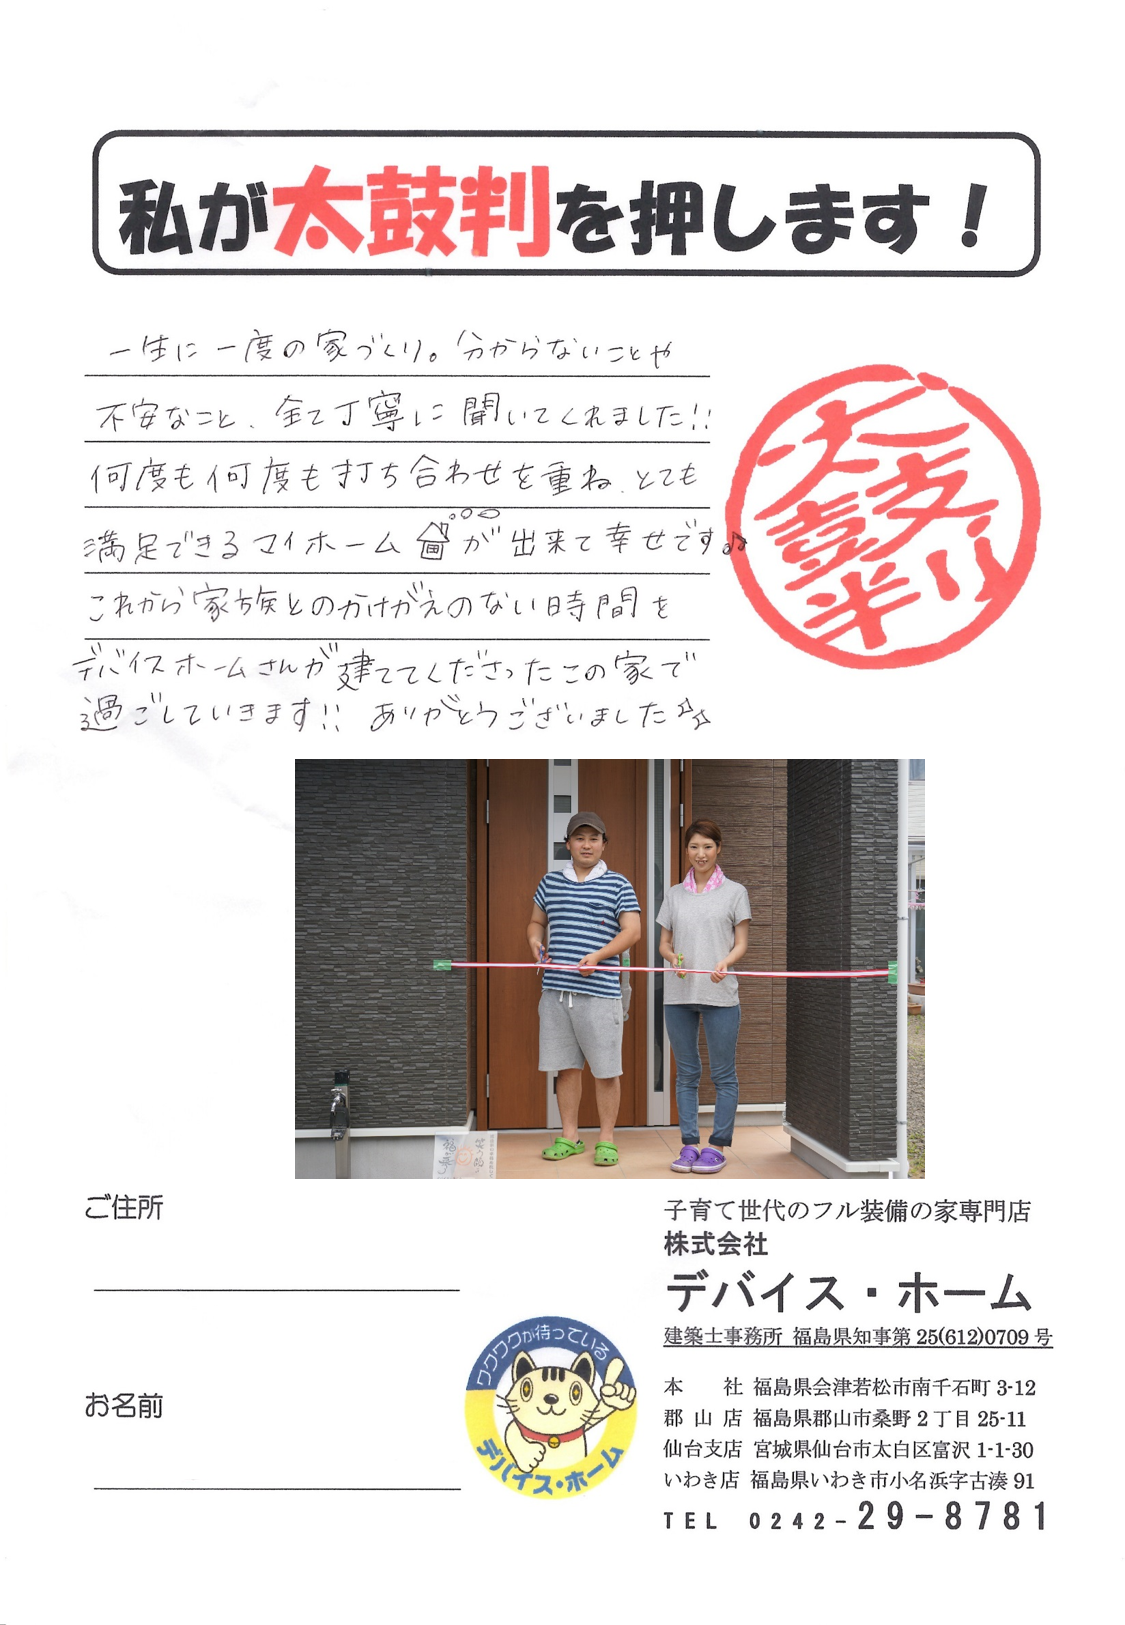 私が太鼓判を押します！
一生に一度の家づくり。分からないことや
不安なこと、全て丁寧に聞いてくれました!!
何度も何度も打ち合わせを重ね、とても
満足できるマイホームが出来て幸せです♪
これから家族とのかけがえのない時間を
デバイスホームさんが建ててくださったこの家で
過ごしていきます!! ありがとうございました☆☆
太鼓判
ご住所
お名前
ワクワクが待っている
デバイス・ホーム
子育て世代のフル装備の家専門店
株式会社
デバイス・ホーム
建築士事務所 福島県知事第25(612)0709号
本社 福島県会津若松市南千石町3-12
郡山店 福島県郡山市桑野2丁目25-11
仙台支店 宮城県仙台市太白区富沢1-1-30
いわき店 福島県いわき市小名浜字古湊91
TEL 0242-29-8781